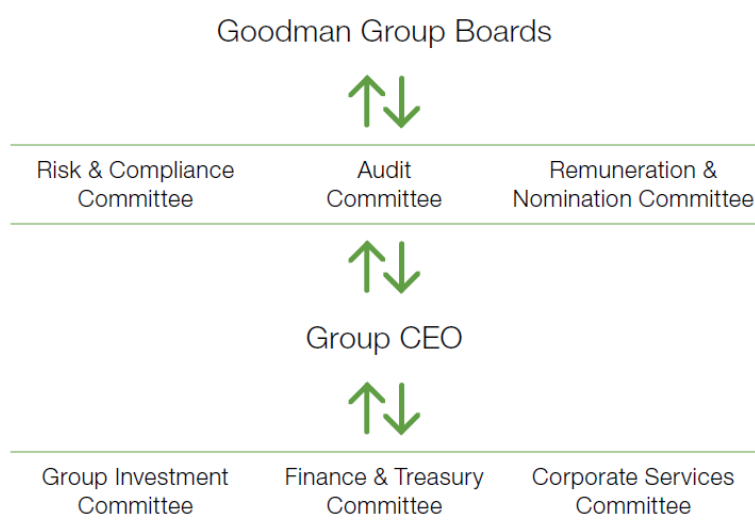 Goodman Group Boards
Risk & Compliance
Committee
Audit
Committee
Remuneration &
Nomination Committee
Group CEO
Group Investment
Committee
Finance & Treasury
Committee
Corporate Services
Committee